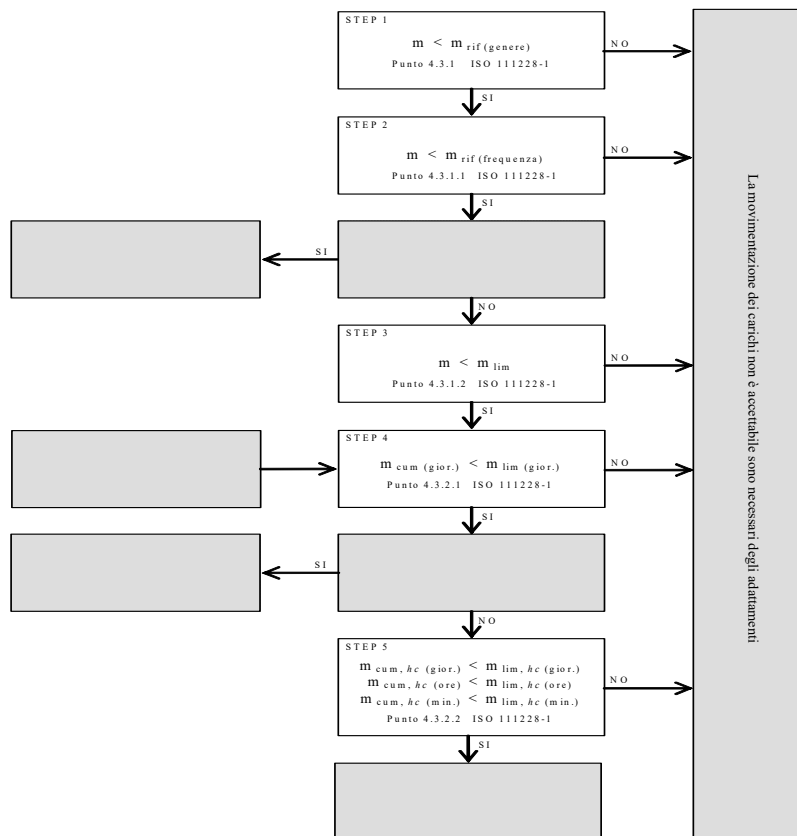 STEP 1
m < m rif (genere)
Punto 4.3.1 ISO 111228-1
NO
SI
STEP 2
m < m rif (frequenza)
Punto 4.3.1.1 ISO 111228-1
NO
SI
SI
NO
STEP 3
m < m lim
Punto 4.3.1.2 ISO 111228-1
NO
SI
STEP 4
m cum (gior.) < m lim (gior.)
Punto 4.3.2.1 ISO 111228-1
NO
SI
SI
NO
STEP 5
m cum, hc (gior.) < m lim, hc (gior.)
m cum, hc (ore) < m lim, hc (ore)
m cum, hc (min.) < m lim, hc (min.)
Punto 4.3.2.2 ISO 111228-1
NO
SI
La movimentazione dei carichi non è accettabile sono necessari degli adattamenti